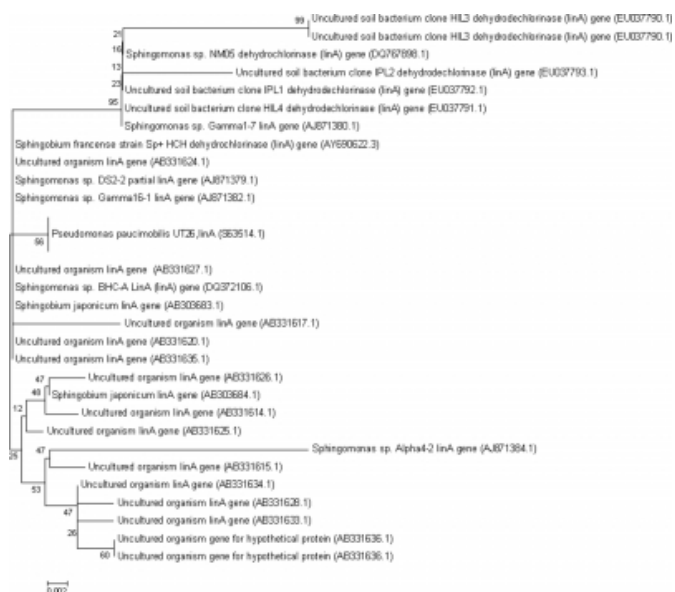 99
Uncultured soil bacterium clone HIL3 dehydrodechlorinase (linA) gene (EU037790.1)
Uncultured soil bacterium clone HIL3 dehydrodechlorinase (linA) gene (EU037790.1)
21
16
Sphingomonas sp. NM05 dehydrochlorinase (linA) gene (DQ767898.1)
13
Uncultured soil bacterium clone IPL2 dehydrodechlorinase (linA) gene (EU037793.1)
23
Uncultured soil bacterium clone IPL1 dehydrodechlorinase (linA) gene (EU037792.1)
95
Uncultured soil bacterium clone HIL4 dehydrodechlorinase (linA) gene (EU037791.1)
Sphingomonas sp. Gamma1-7 linA gene (AJ871380.1)
Sphingobium francense strain Sp+ HCH dehydrochlorinase (linA) gene (AY690622.3)
Uncultured organism linA gene (AB331624.1)
Sphingomonas sp. DS2-2 partial linA gene (AJ871379.1)
Sphingomonas sp. Gamma16-1 linA gene (AJ871382.1)
Pseudomonas paucimobilis UT26,linA (S63514.1)
56
Uncultured organism linA gene (AB331627.1)
Sphingomonas sp. BHC-A LinA (linA) gene (DQ372106.1)
Sphingobium japonicum linA gene (AB303683.1)
Uncultured organism linA gene (AB331617.1)
Uncultured organism linA gene (AB331620.1)
Uncultured organism linA gene (AB331635.1)
47
Uncultured organism linA gene (AB331626.1)
48
Sphingobium japonicum linA gene (AB303684.1)
12
Uncultured organism linA gene (AB331614.1)
Uncultured organism linA gene (AB331625.1)
25
47
Sphingomonas sp. Alpha4-2 linA gene (AJ871384.1)
Uncultured organism linA gene (AB331615.1)
53
Uncultured organism linA gene (AB331634.1)
Uncultured organism linA gene (AB331628.1)
47
Uncultured organism linA gene (AB331633.1)
26
Uncultured organism gene for hypothetical protein (AB331636.1)
60
Uncultured organism gene for hypothetical protein (AB331636.1)
0.002